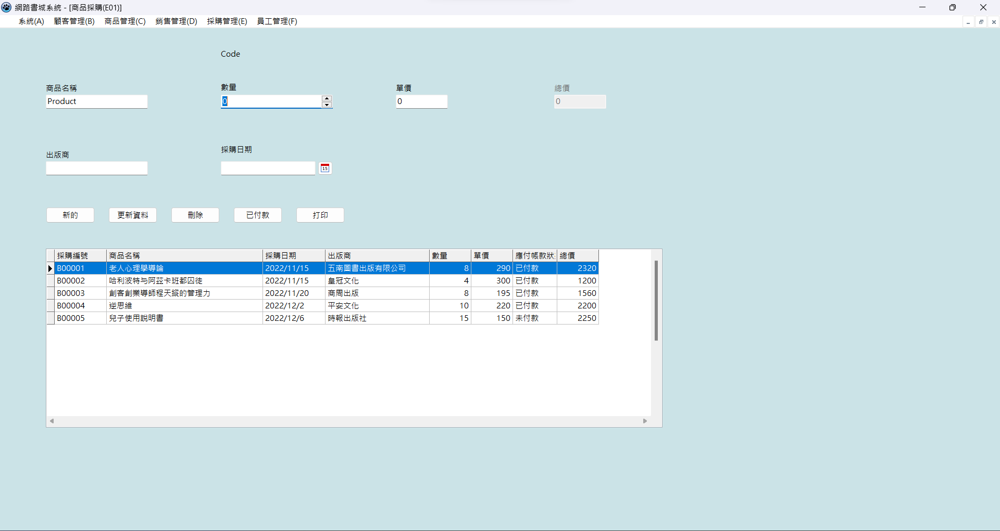 網路書城系統 - [商品採購(E01)]
系統(A) 顧客管理(B) 商品管理(C) 銷售管理(D) 採購管理(E) 員工管理(F)
Code
商品名稱 數量 單價 總價
Product 0 0 0
出版商 採購日期
15
新的 更新資料 刪除 已付款 打印
採購編號 商品名稱 採購日期 出版商 數量 單價 應付帳款狀 總價
B00001 老人心理學導論 2022/11/15 五南圖書出版有限公司 8 290 已付款 2320
B00002 哈利波特与阿茲卡班都囚徒 2022/11/15 皇冠文化 4 300 已付款 1200
B00003 創客創業導師程天縱的管理力 2022/11/20 商周出版 8 195 已付款 1560
B00004 逆思維 2022/12/2 平安文化 10 220 已付款 2200
B00005 兒子使用說明書 2022/12/6 時報出版社 15 150 未付款 2250